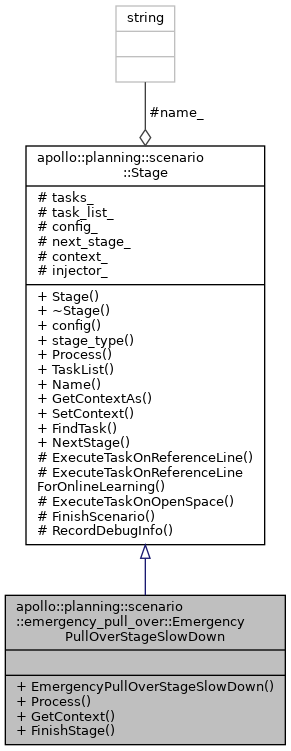 string
#name_
apollo::planning::scenario
::Stage
# tasks_
# task_list_
# config_
# next_stage_
# context_
# injector_
+ Stage()
+ ~Stage()
+ config()
+ stage_type()
+ Process()
+ TaskList()
+ Name()
+ GetContextAs()
+ SetContext()
+ FindTask()
+ NextStage()
# ExecuteTaskOnReferenceLine()
# ExecuteTaskOnReferenceLine
ForOnlineLearning()
# ExecuteTaskOnOpenSpace()
# FinishScenario()
# RecordDebugInfo()
apollo::planning::scenario
::emergency_pull_over::Emergency
PullOverStageSlowDown
+ EmergencyPullOverStageSlowDown()
+ Process()
+ GetContext()
+ FinishStage()